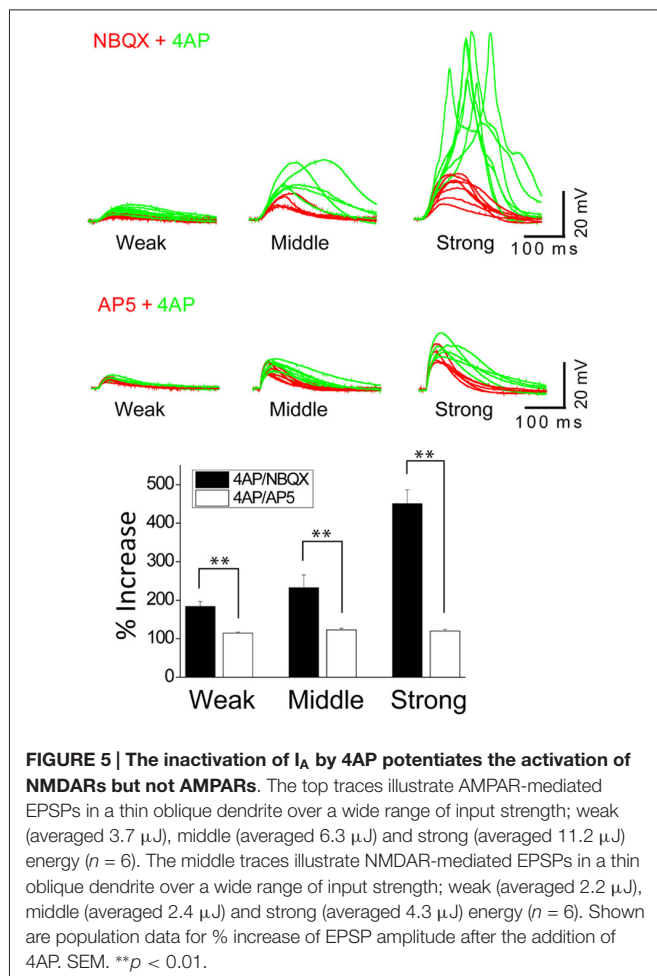 NBQX + 4AP
Weak
Middle
Strong
100 ms
20 mV
AP5 + 4AP
Weak
Middle
Strong
100 ms
20 mV
% Increase
500
400
300
200
100
0
4AP/NBQX
4AP/AP5
**
**
**
Weak
Middle
Strong
FIGURE 5 | The inactivation of IA by 4AP potentiates the activation of
NMDARs but not AMPARs. The top traces illustrate AMPAR-mediated
EPSPs in a thin oblique dendrite over a wide range of input strength; weak
(averaged 3.7 μJ), middle (averaged 6.3 μJ) and strong (averaged 11.2 μJ)
energy (n = 6). The middle traces illustrate NMDAR-mediated EPSPs in a thin
oblique dendrite over a wide range of input strength; weak (averaged 2.2 μJ),
middle (averaged 2.4 μJ) and strong (averaged 4.3 μJ) energy (n = 6). Shown
are population data for % increase of EPSP amplitude after the addition of
4AP. SEM. **p < 0.01.